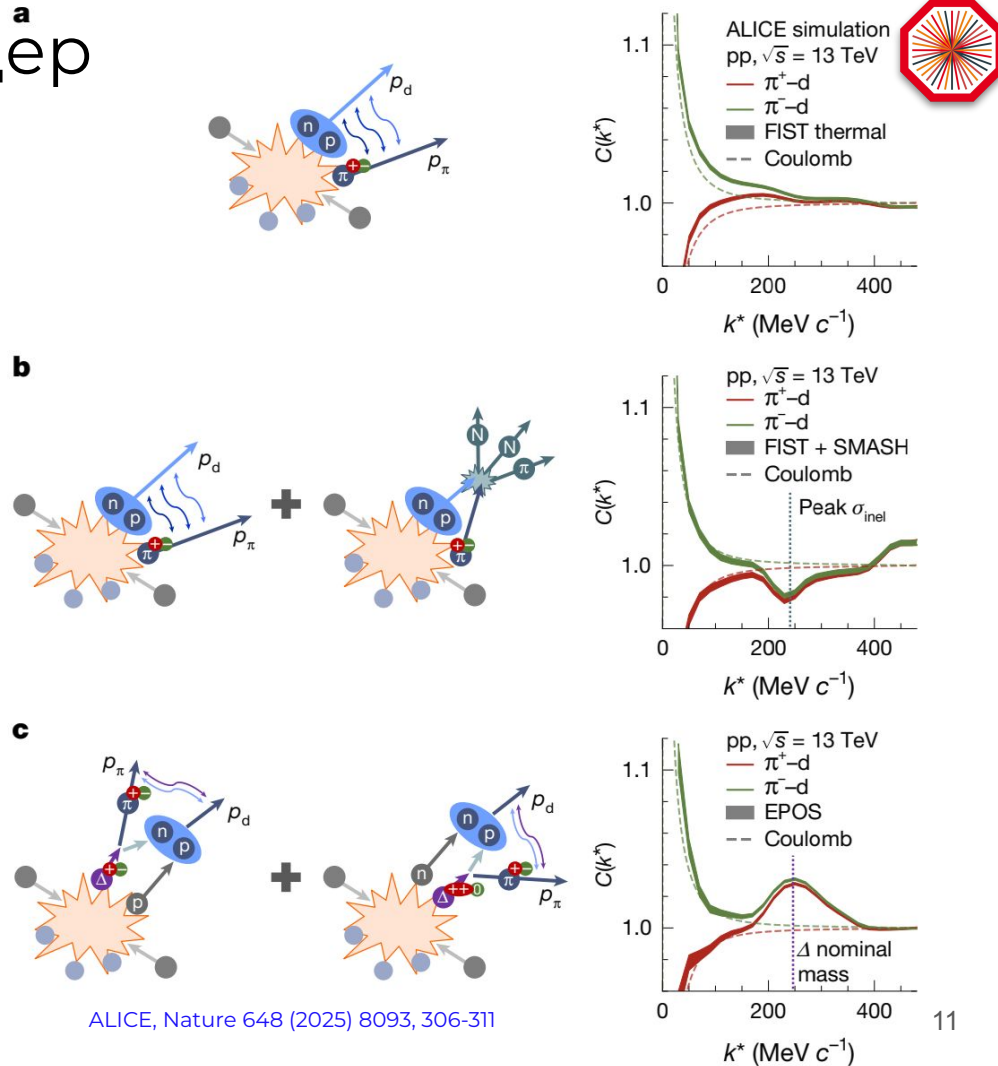 a
p_d
n
p
π
+
−
p_π
1.1
1.0
C(k*)
ALICE simulation
pp, √s = 13 TeV
π⁺–d
π⁻–d
FIST thermal
Coulomb
0
200
400
k* (MeV c⁻¹)
b
p_d
n
p
π
+
−
p_π
+
N
N
π
n
p
+
−
π
1.1
1.0
C(k*)
pp, √s = 13 TeV
π⁺–d
π⁻–d
FIST + SMASH
Coulomb
Peak σ_inel
0
200
400
k* (MeV c⁻¹)
c
p_π
π
+
−
p_d
n
p
Δ
+
−
p
+
p_d
n
p
n
π
+
−
Δ
++
0
p_π
1.1
1.0
C(k*)
pp, √s = 13 TeV
π⁺–d
π⁻–d
EPOS
Coulomb
Δ nominal
mass
0
200
400
k* (MeV c⁻¹)
ALICE, Nature 648 (2025) 8093, 306-311
11